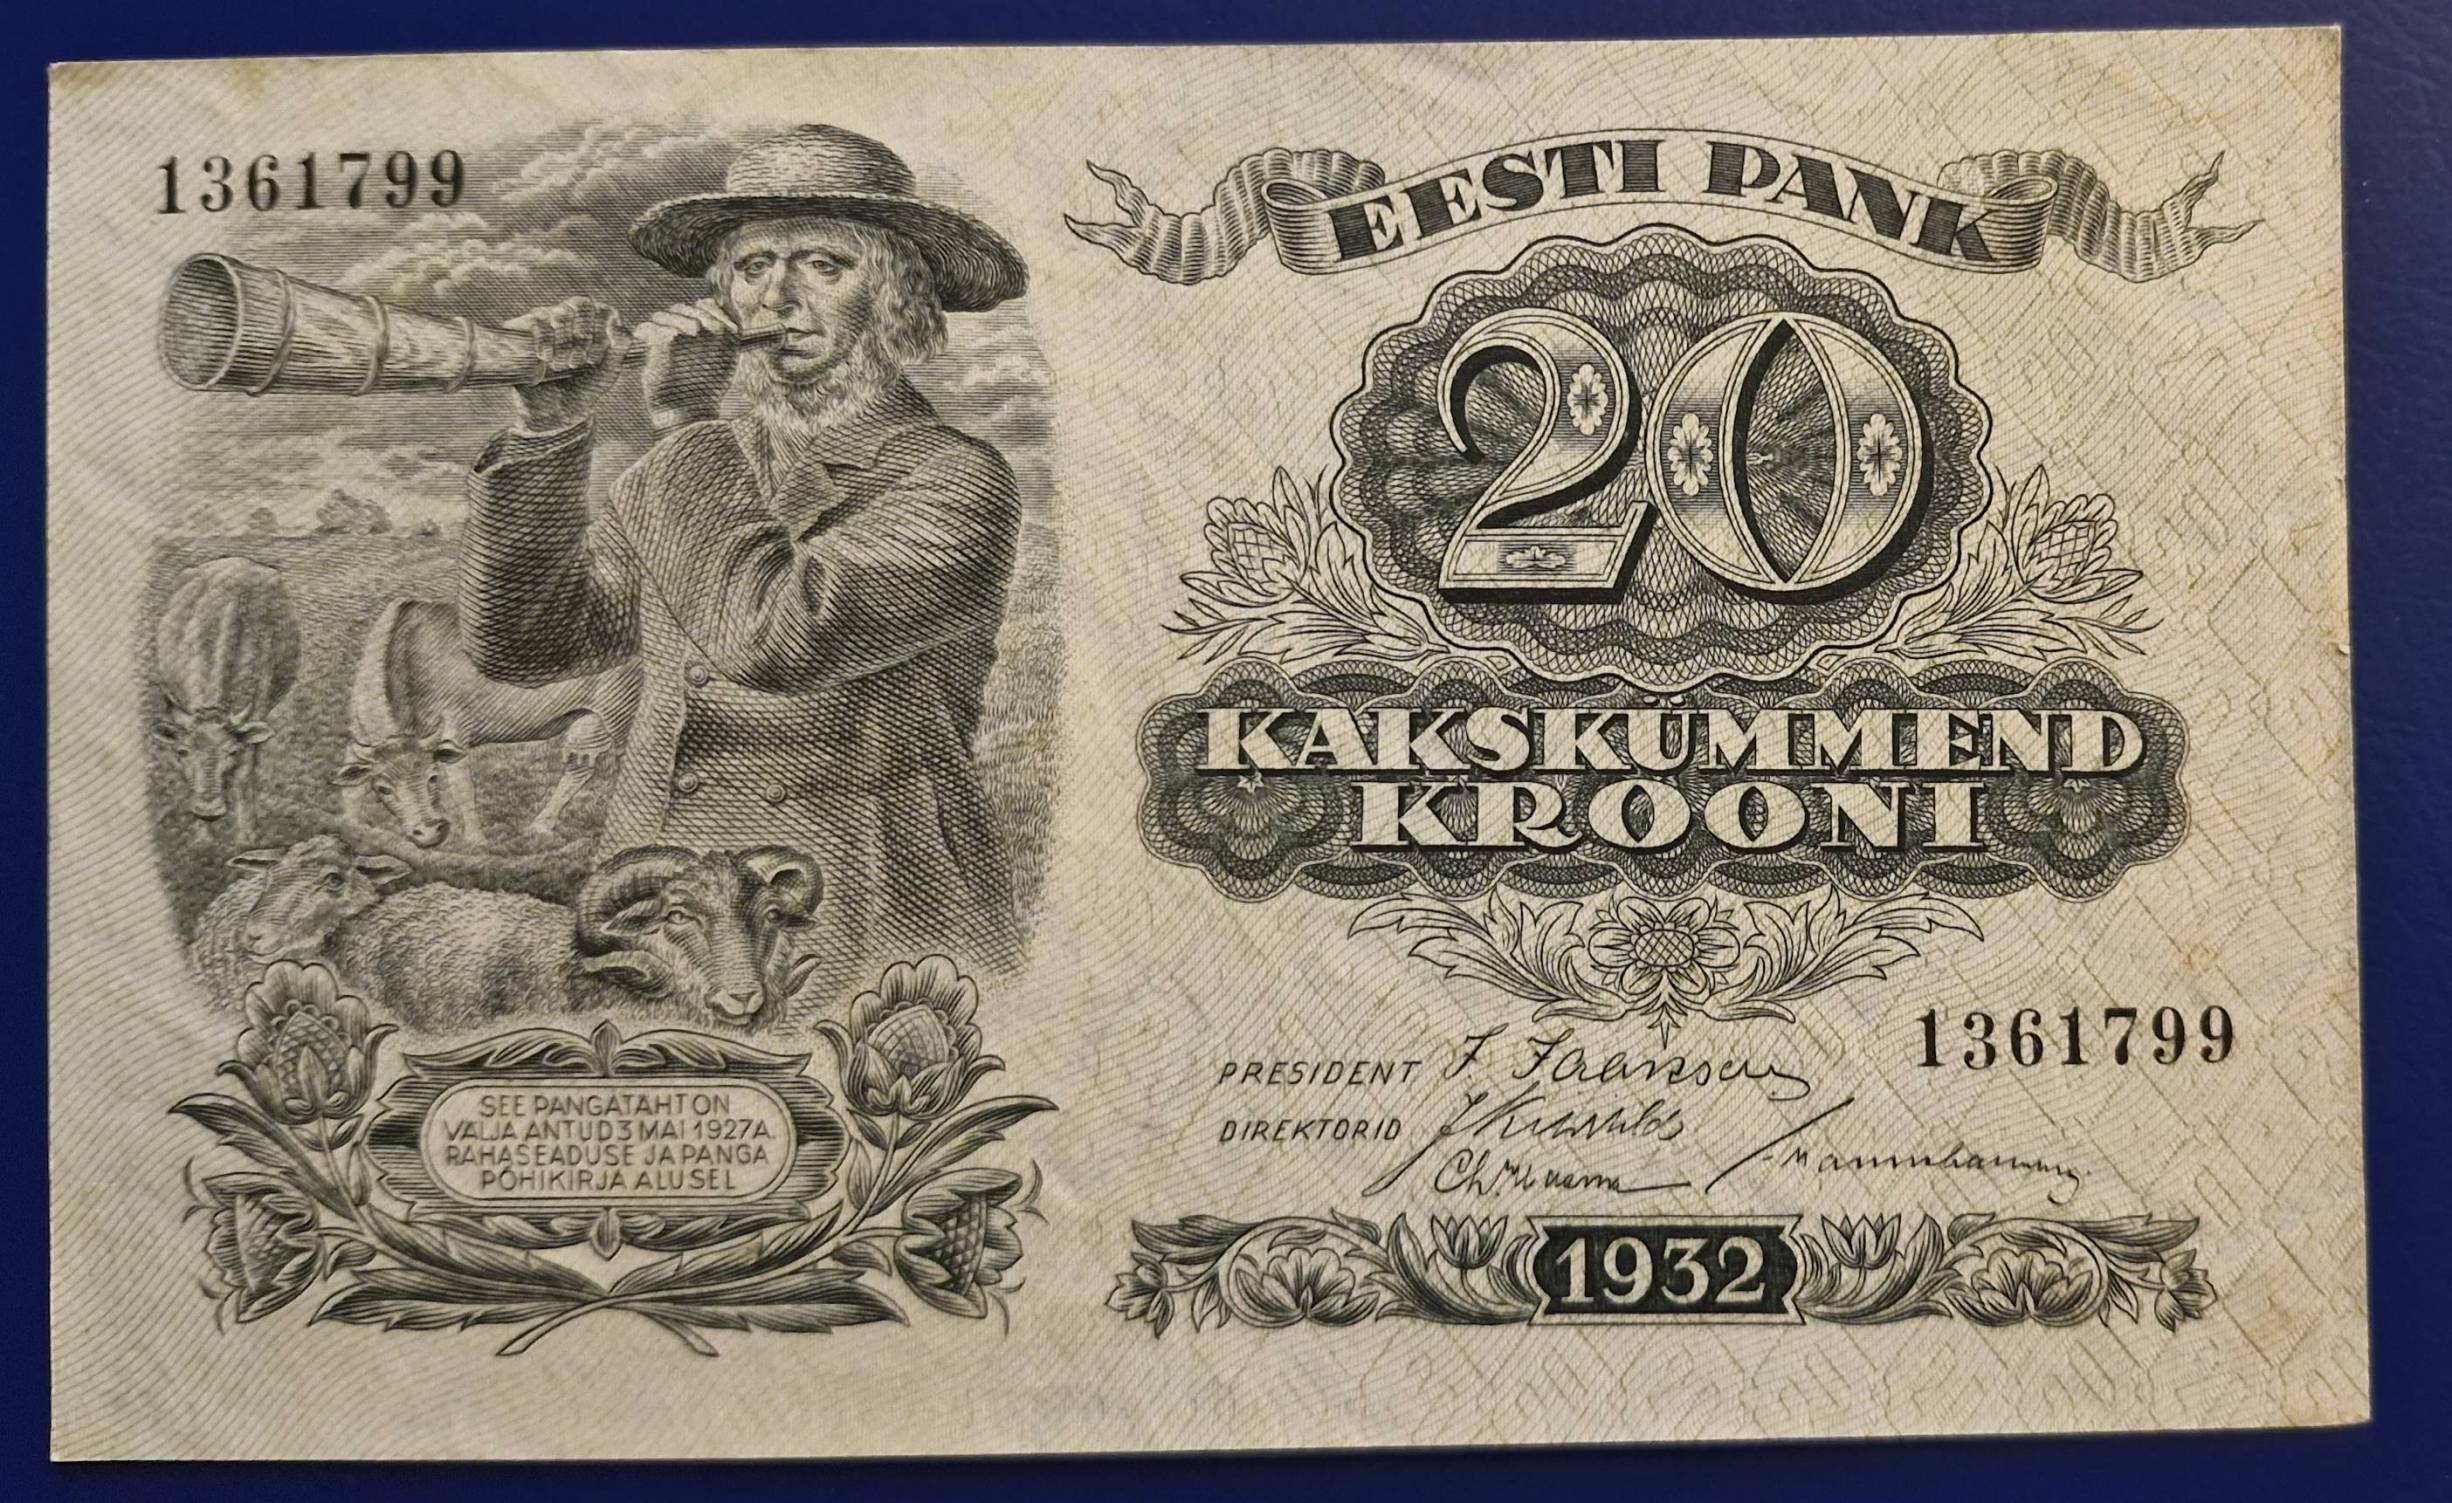 1361799
EESTI PANK
20
KAKSKÜMMEND
KROONI
1361799
PRESIDENT J. Jaakson
DIREKTORID
SEE PANGATÄHT ON
VÄLJA ANTUD 3 MAI 1927 A.
RAHASEADUSE JA PANGA
PÕHIKIRJA ALUSEL
1932